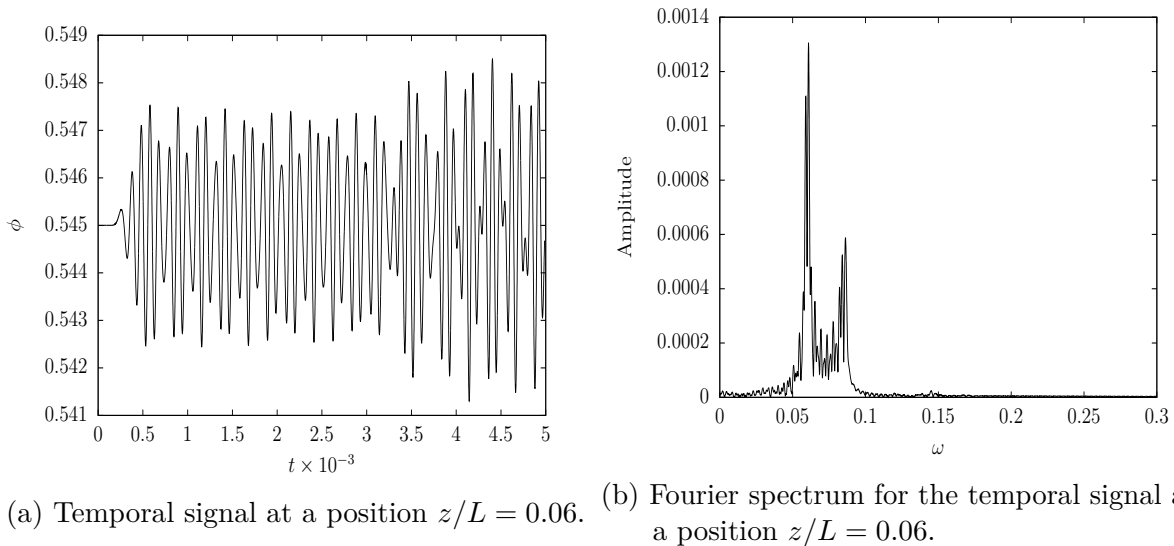 0.549
0.548
0.547
0.546
0.545
0.544
0.543
0.542
0.541
ϕ
0 0.5 1 1.5 2 2.5 3 3.5 4 4.5 5
t × 10⁻³
(a) Temporal signal at a position z/L = 0.06.
0.0014
0.0012
0.001
0.0008
0.0006
0.0004
0.0002
0
Amplitude
0 0.05 0.1 0.15 0.2 0.25 0.3
ω
(b) Fourier spectrum for the temporal signal a
a position z/L = 0.06.